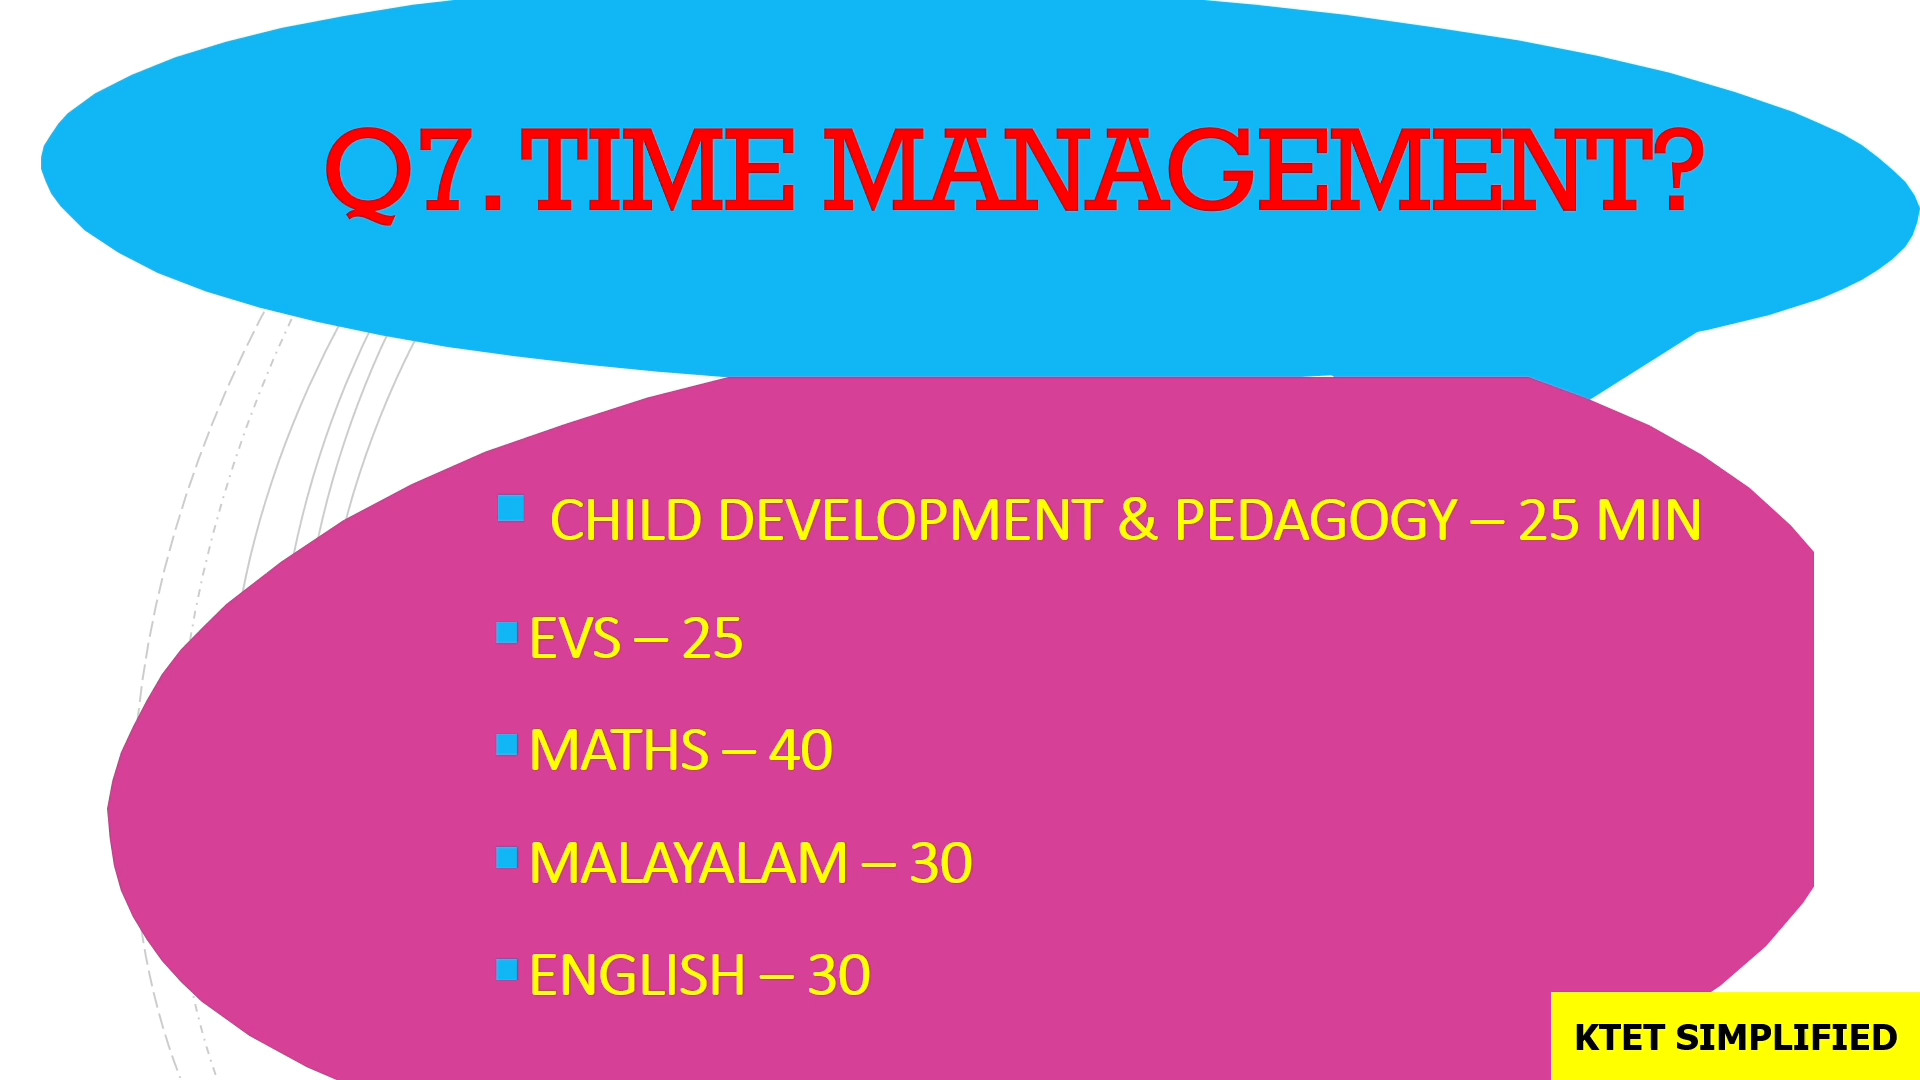 Q7. TIME MANAGEMENT?
CHILD DEVELOPMENT & PEDAGOGY – 25 MIN
EVS – 25
MATHS – 40
MALAYALAM – 30
ENGLISH – 30
KTET SIMPLIFIED